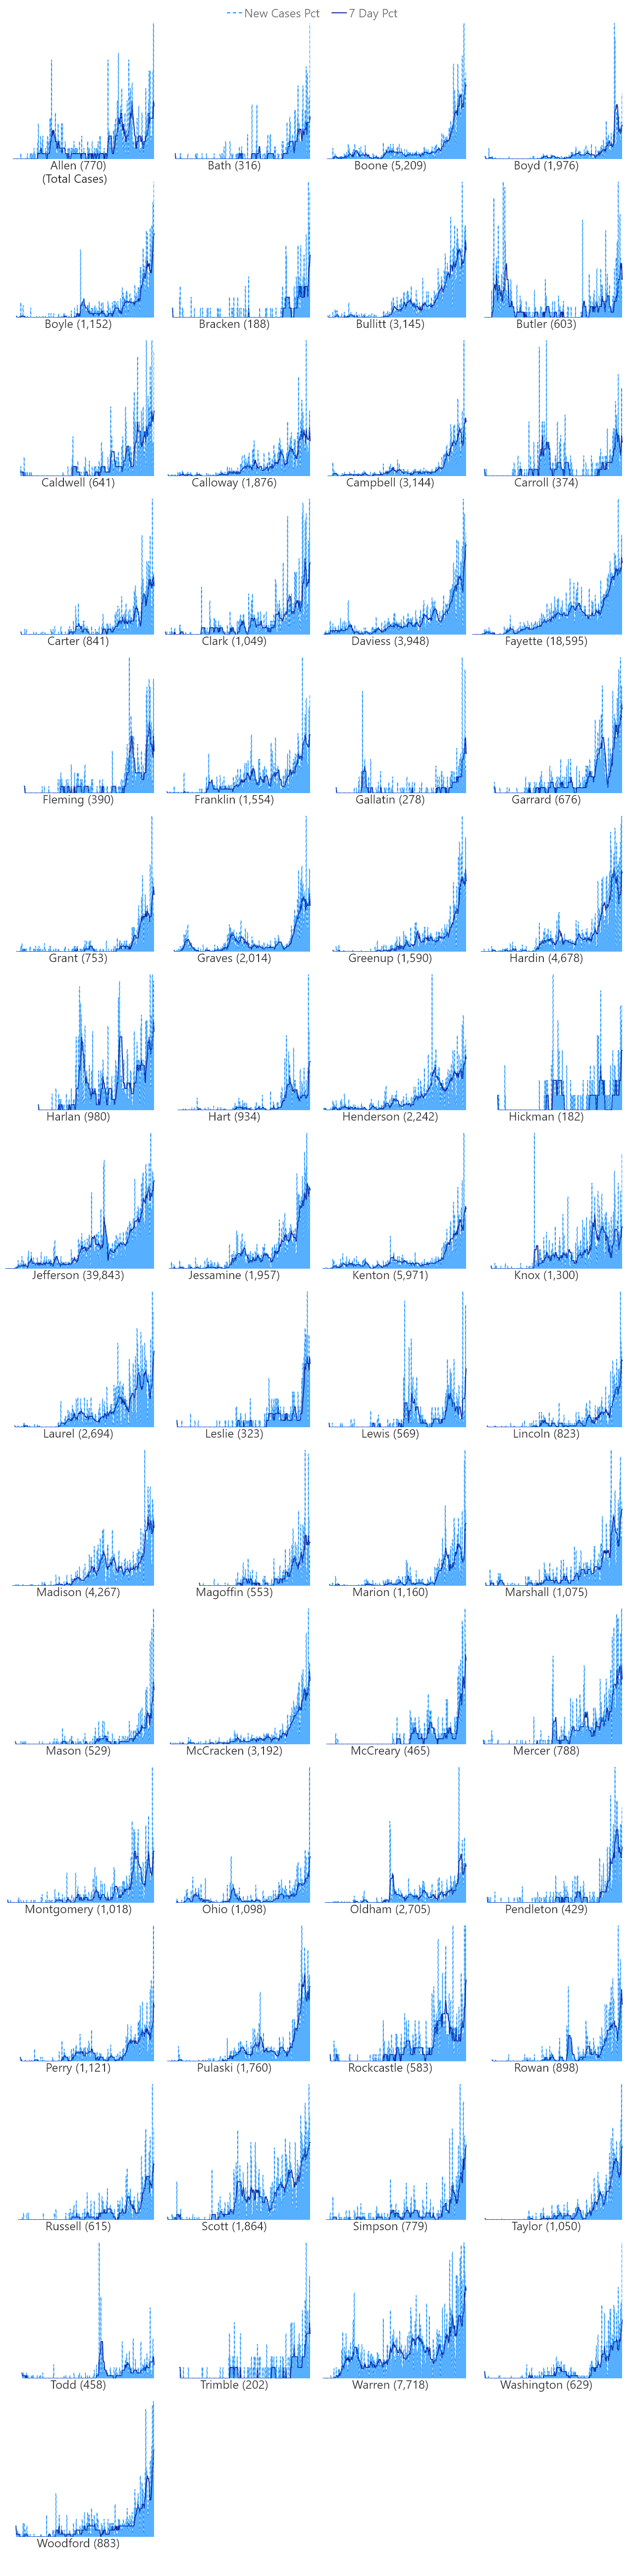 New Cases Pct 7 Day Pct
Allen (770) Bath (316) Boone (5,209) Boyd (1,976)
(Total Cases)
Boyle (1,152) Bracken (188) Bullitt (3,145) Butler (603)
Caldwell (641) Calloway (1,876) Campbell (3,144) Carroll (374)
Carter (841) Clark (1,049) Daviess (3,948) Fayette (18,595)
Fleming (390) Franklin (1,554) Gallatin (278) Garrard (676)
Grant (753) Graves (2,014) Greenup (1,590) Hardin (4,678)
Harlan (980) Hart (934) Henderson (2,242) Hickman (182)
Jefferson (39,843) Jessamine (1,957) Kenton (5,971) Knox (1,300)
Laurel (2,694) Leslie (323) Lewis (569) Lincoln (823)
Madison (4,267) Magoffin (553) Marion (1,160) Marshall (1,075)
Mason (529) McCracken (3,192) McCreary (465) Mercer (788)
Montgomery (1,018) Ohio (1,098) Oldham (2,705) Pendleton (429)
Perry (1,121) Pulaski (1,760) Rockcastle (583) Rowan (898)
Russell (615) Scott (1,864) Simpson (779) Taylor (1,050)
Todd (458) Trimble (202) Warren (7,718) Washington (629)
Woodford (883)